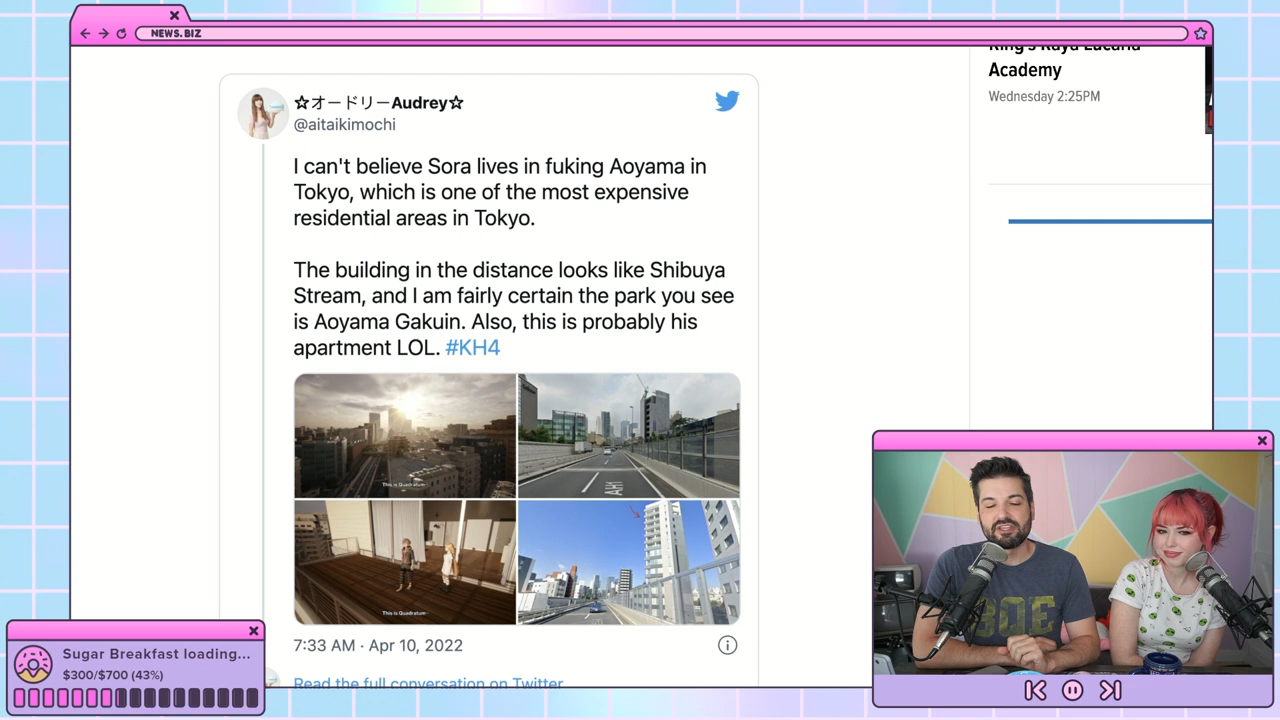 NEWS.BIZ
☆オードリーAudrey☆
@aitaikimochi
I can't believe Sora lives in fuking Aoyama in
Tokyo, which is one of the most expensive
residential areas in Tokyo.
The building in the distance looks like Shibuya
Stream, and I am fairly certain the park you see
is Aoyama Gakuin. Also, this is probably his
apartment LOL. #KH4
This is Quadratum
AH1
This is Quadratum
7:33 AM · Apr 10, 2022
Read the full conversation on Twitter
King's Raya Lucaria
Academy
Wednesday 2:25PM
BOE
Sugar Breakfast loading...
$300/$700 (43%)